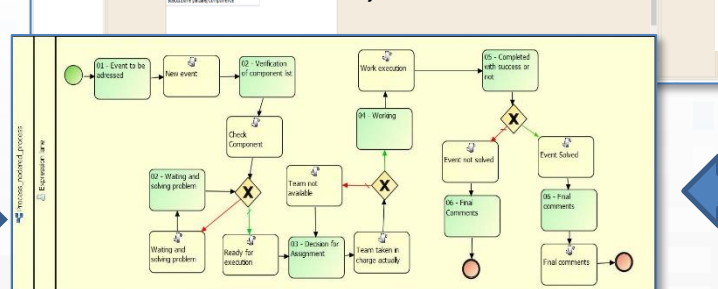 Process_modered_process
Expression lane
01 - Event to be
adressed
New event
02 - Verification
of component list
Check
Component
02 - Wating and
solving problem
Wating and
solving problem
Ready for
execution
03 - Decision for
Assignment
Team not
available
Team taken in
charge actually
04 - Working
Work execution
05 - Completed
with success or
not
Event not solved
Event Solved
06 - Final
Comments
06 - Final
comments
Final comments